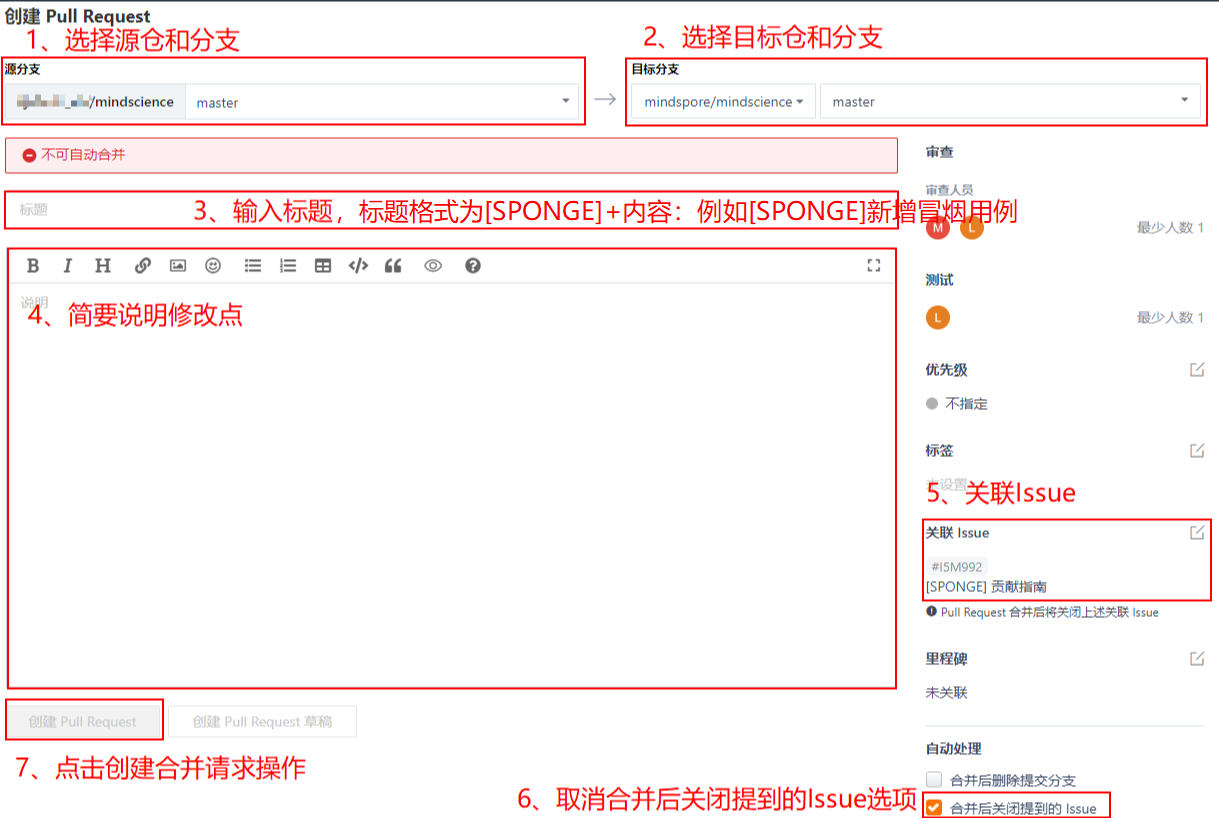 创建 Pull Request
1、选择源仓和分支
2、选择目标仓和分支
源分支
目标分支
/mindscience
master
mindspore/mindscience
master
不可自动合并
审查
标题
3、输入标题，标题格式为[SPONGE]+内容：例如[SPONGE]新增冒烟用例
审查人员
M
L
最少人数 1
B I H
说明
4、简要说明修改点
测试
L
最少人数 1
优先级
不指定
标签
未设置
5、关联Issue
关联 Issue
#I5M992
[SPONGE] 贡献指南
Pull Request 合并后将关闭上述关联 Issue
里程碑
未关联
创建 Pull Request
创建 Pull Request 草稿
7、点击创建合并请求操作
自动处理
合并后删除提交分支
6、取消合并后关闭提到的Issue选项
合并后关闭提到的 Issue